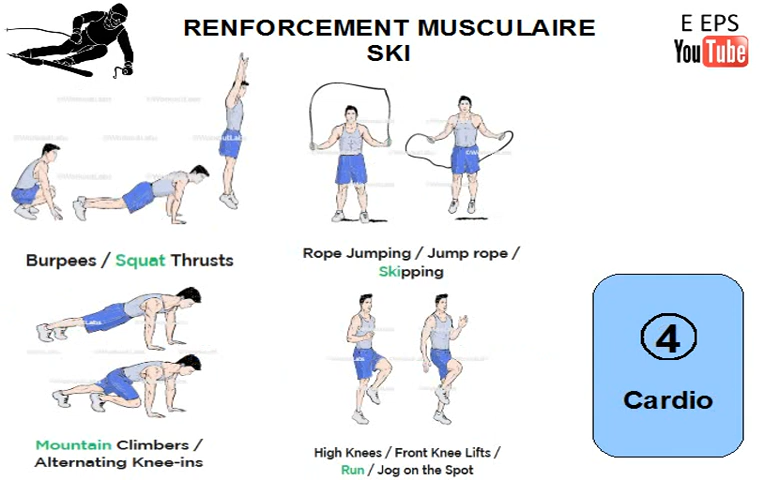 RENFORCEMENT MUSCULAIRE
SKI
E EPS
YouTube
Burpees / Squat Thrusts
Rope Jumping / Jump rope /
Skipping
Mountain Climbers /
Alternating Knee-ins
High Knees / Front Knee Lifts /
Run / Jog on the Spot
4
Cardio